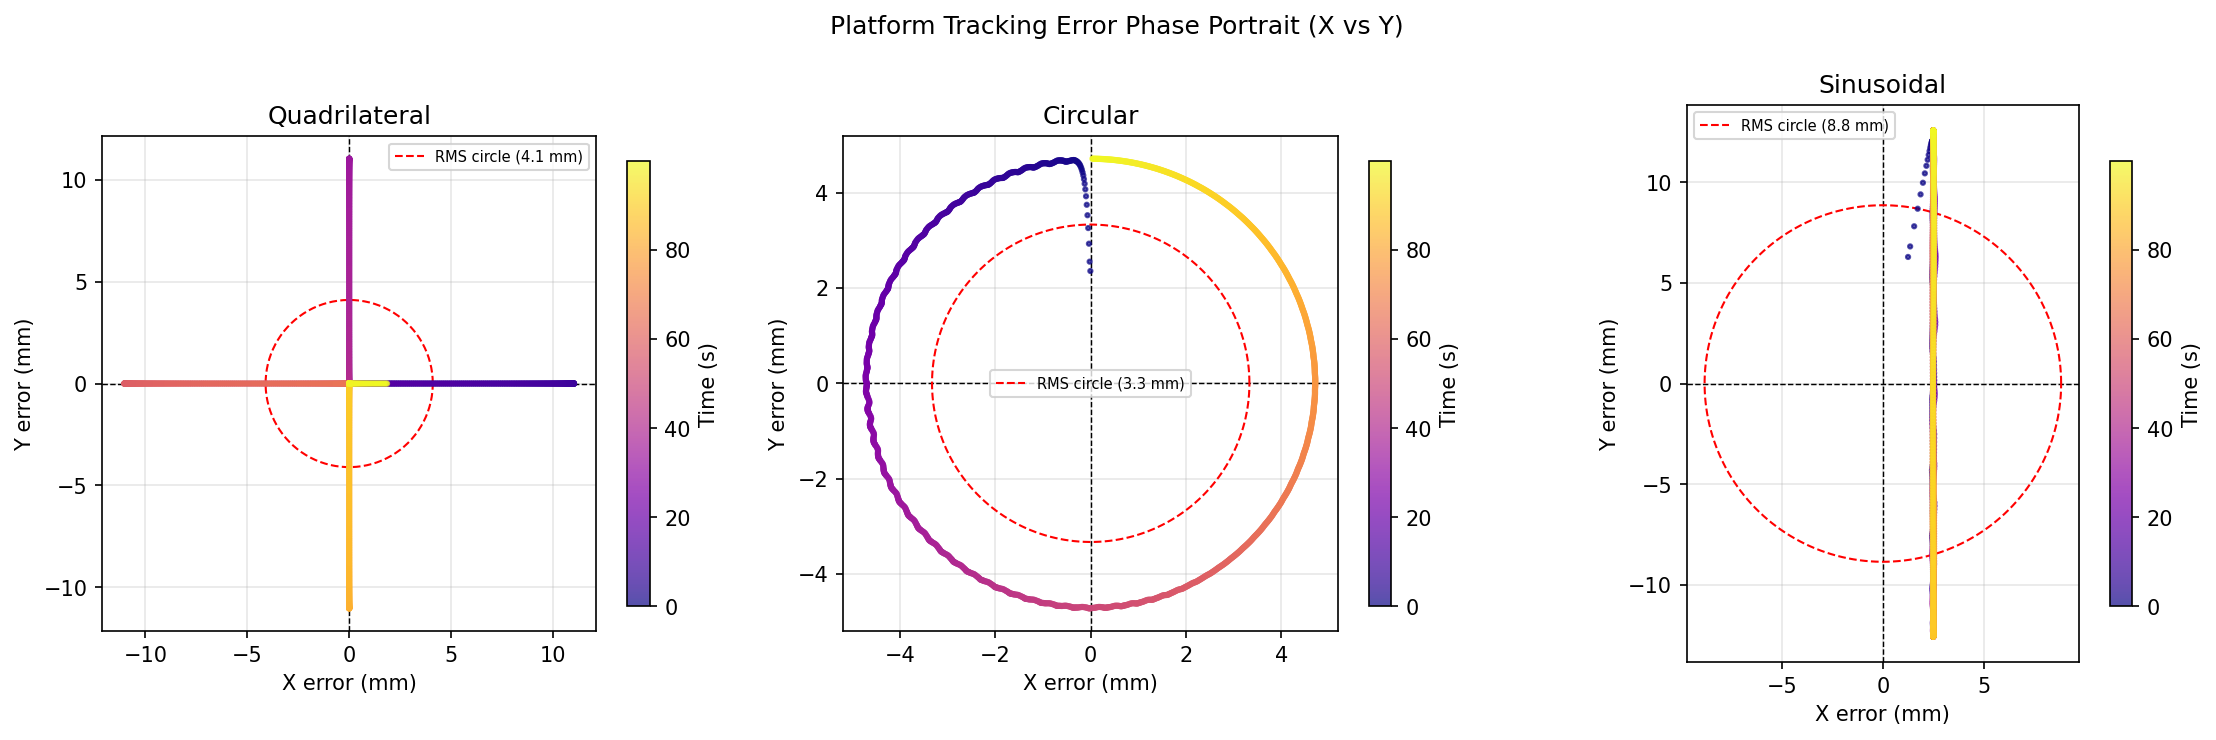 Platform Tracking Error Phase Portrait (X vs Y)
Quadrilateral
RMS circle (4.1 mm)
Y error (mm)
10
5
0
−5
−10
−10 −5 0 5 10
X error (mm)
80
60
40
20
0
Time (s)
Circular
RMS circle (3.3 mm)
Y error (mm)
4
2
0
−2
−4
−4 −2 0 2 4
X error (mm)
80
60
40
20
0
Time (s)
Sinusoidal
RMS circle (8.8 mm)
Y error (mm)
10
5
0
−5
−10
−5 0 5
X error (mm)
80
60
40
20
0
Time (s)